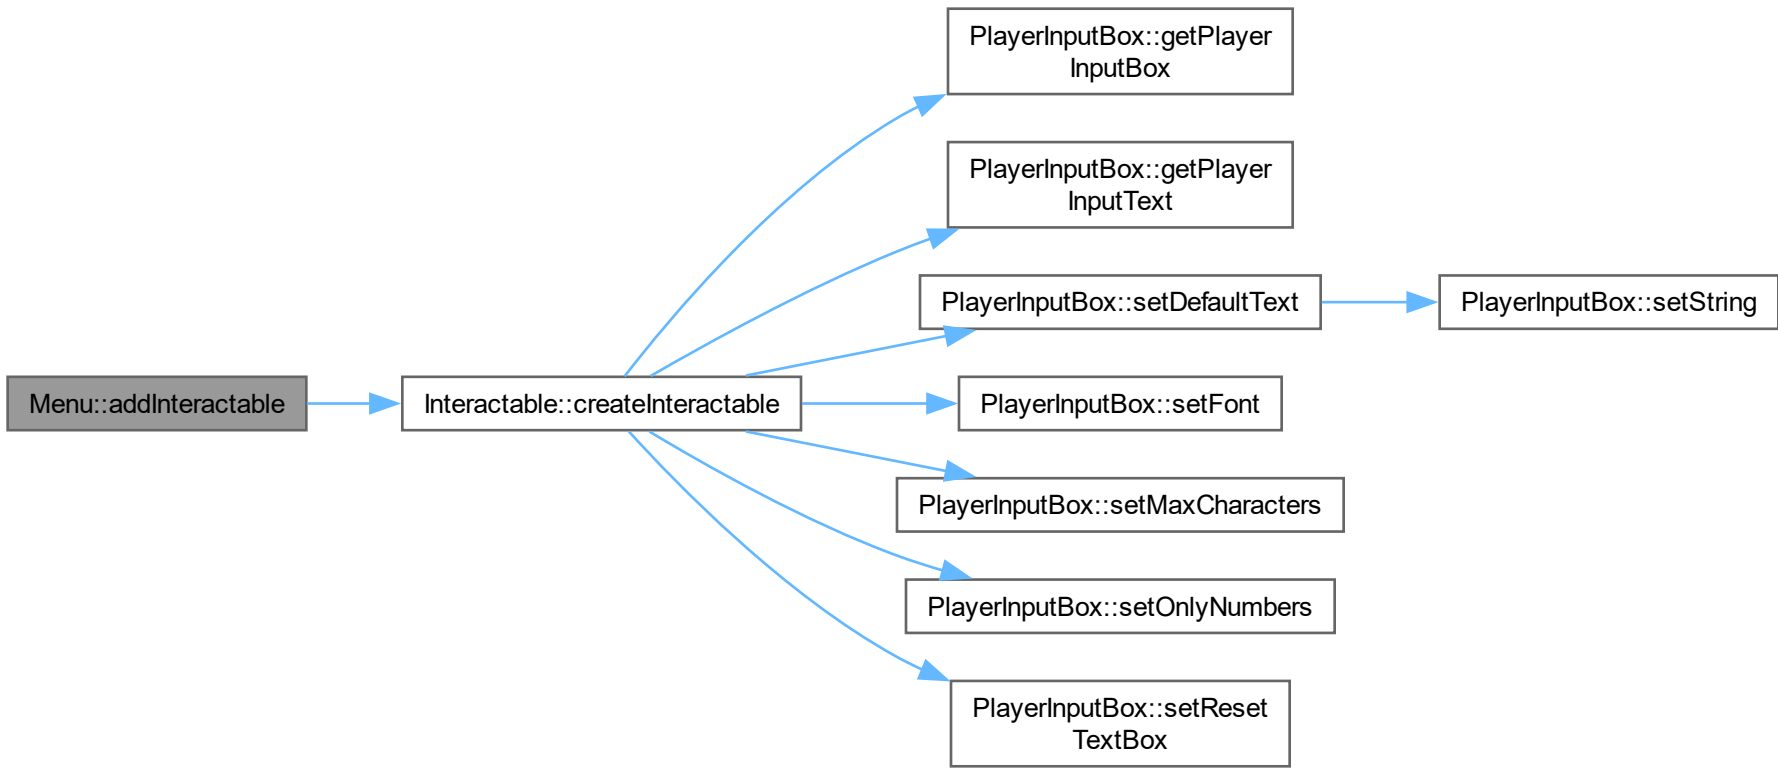 PlayerInputBox::getPlayer
InputBox
PlayerInputBox::getPlayer
InputText
PlayerInputBox::setDefaultText
PlayerInputBox::setString
Menu::addInteractable
Interactable::createInteractable
PlayerInputBox::setFont
PlayerInputBox::setMaxCharacters
PlayerInputBox::setOnlyNumbers
PlayerInputBox::setReset
TextBox